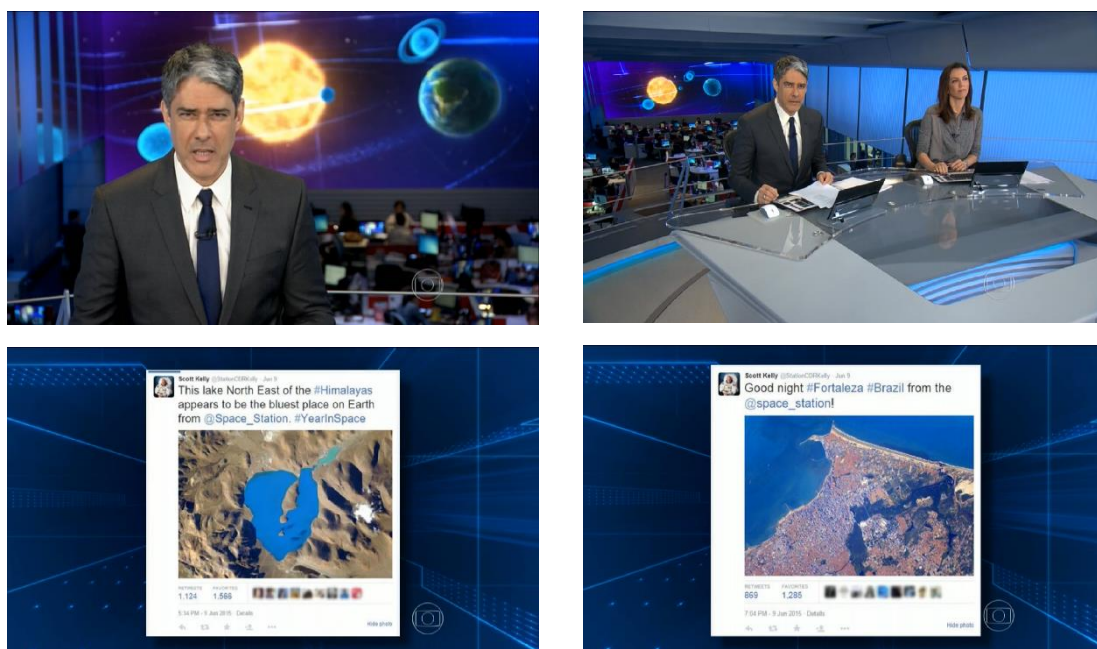 Scott Kelly @StationCDRKelly · Jun 9
This lake North East of the #Himalayas
appears to be the bluest place on Earth
from @Space_Station. #YearInSpace
RETWEETS FAVORITES
1.124 1.566
5:34 PM - 9 Jun 2015 · Details
Hide photo
Scott Kelly @StationCDRKelly · Jun 9
Good night #Fortaleza #Brazil from the
@space_station!
RETWEETS FAVORITES
869 1,285
7:04 PM - 9 Jun 2015 · Details
Hide photo